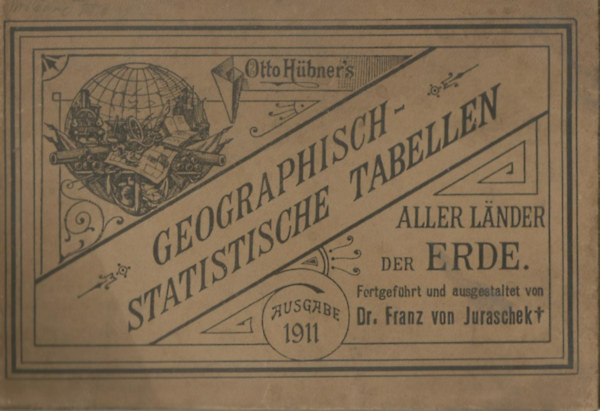 Otto Hübner's
GEOGRAPHISCH-
STATISTISCHE TABELLEN
ALLER LÄNDER
DER ERDE.
Fortgeführt und ausgestaltet von
Dr. Franz von Juraschek†
AUSGABE
1911